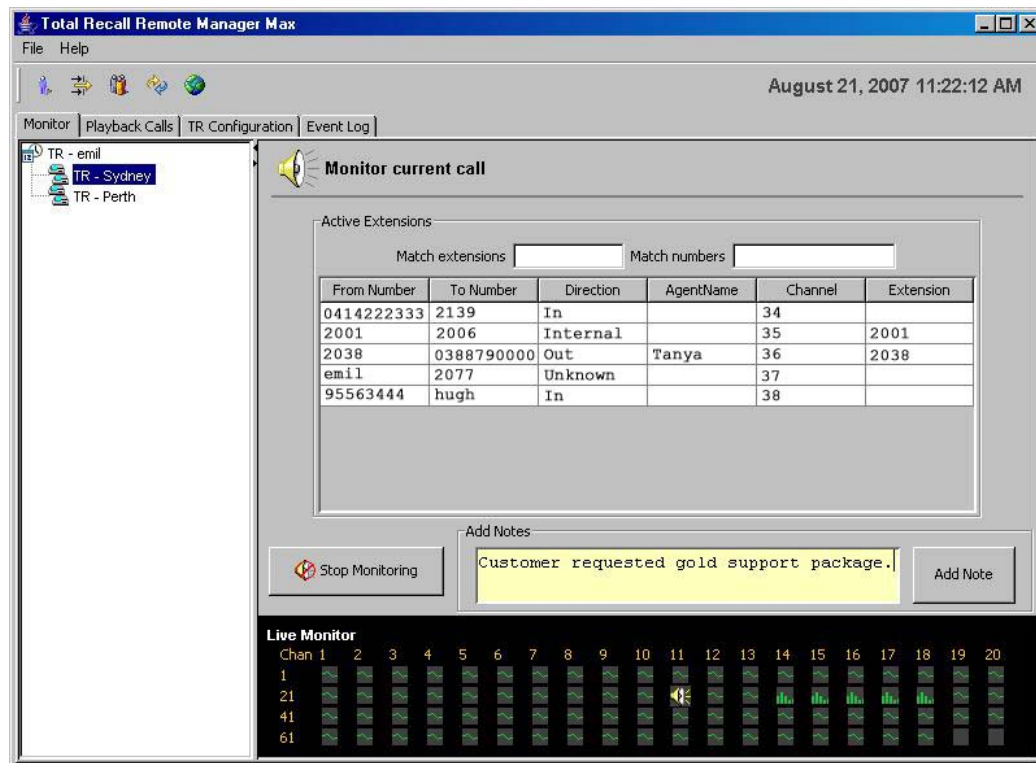 Total Recall Remote Manager Max
File Help
August 21, 2007 11:22:12 AM
Monitor Playback Calls TR Configuration Event Log
TR - emil
TR - Sydney
TR - Perth
Monitor current call
Active Extensions
Match extensions Match numbers
From Number To Number Direction AgentName Channel Extension
0414222333 2139 In 34
2001 2006 Internal 35 2001
2038 0388790000 Out Tanya 36 2038
emil 2077 Unknown 37
95563444 hugh In 38
Add Notes
Stop Monitoring
Customer requested gold support package.
Add Note
Live Monitor
Chan 1 2 3 4 5 6 7 8 9 10 11 12 13 14 15 16 17 18 19 20
1
21
41
61